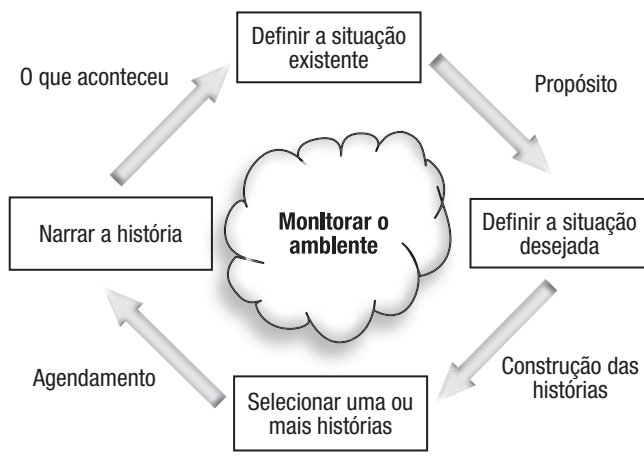 Definir a situação
existente
O que aconteceu
Propósito
Monitorar o
ambiente
Narrar a história
Definir a situação
desejada
Agendamento
Construção das
histórias
Selecionar uma ou
mais histórias